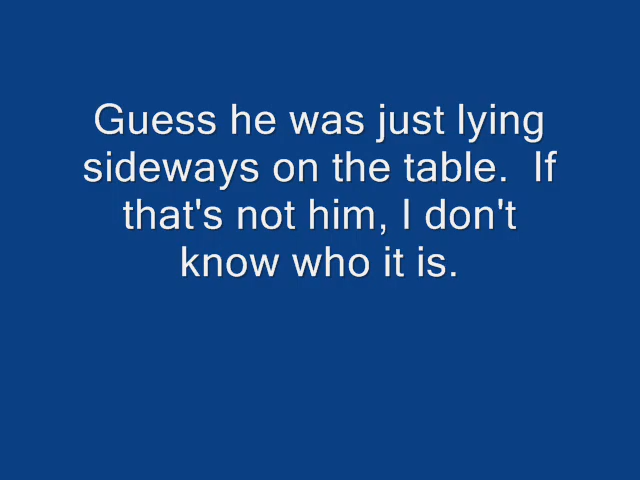 Guess he was just lying
sideways on the table.  If
that's not him, I don't
know who it is.